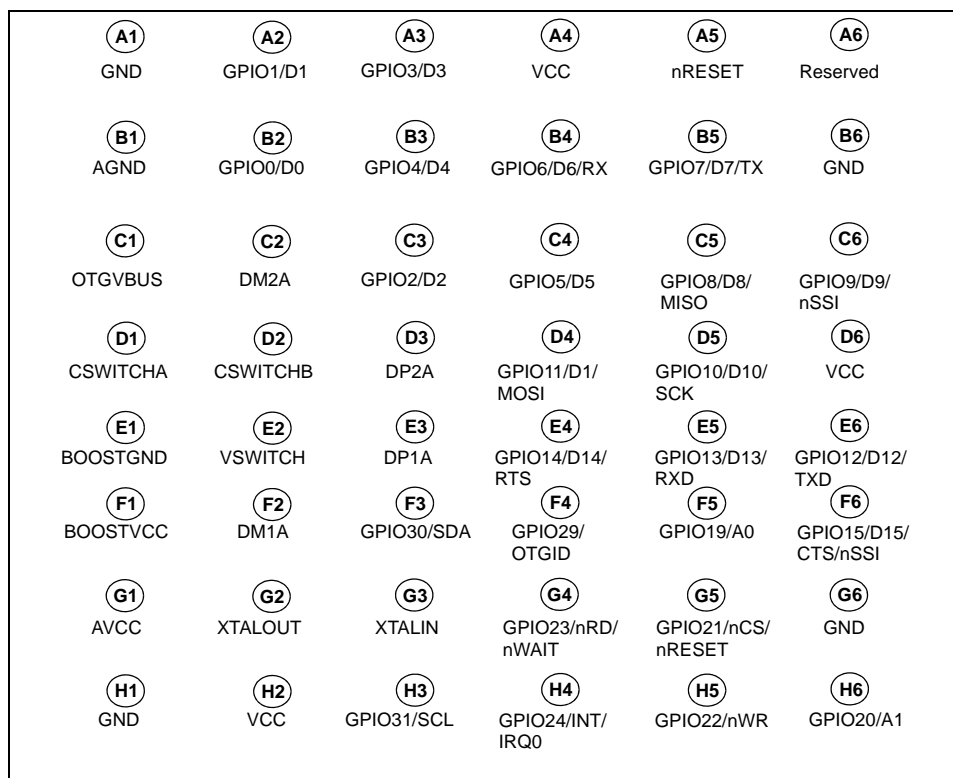 A1 A2 A3 A4 A5 A6
GND GPIO1/D1 GPIO3/D3 VCC nRESET Reserved
B1 B2 B3 B4 B5 B6
AGND GPIO0/D0 GPIO4/D4 GPIO6/D6/RX GPIO7/D7/TX GND
C1 C2 C3 C4 C5 C6
OTGVBUS DM2A GPIO2/D2 GPIO5/D5 GPIO8/D8/ GPIO9/D9/
MISO nSSI
D1 D2 D3 D4 D5 D6
CSWITCHA CSWITCHB DP2A GPIO11/D1/ GPIO10/D10/ VCC
MOSI SCK
E1 E2 E3 E4 E5 E6
BOOSTGND VSWITCH DP1A GPIO14/D14/ GPIO13/D13/ GPIO12/D12/
RTS RXD TXD
F1 F2 F3 F4 F5 F6
BOOSTVCC DM1A GPIO30/SDA GPIO29/ GPIO19/A0 GPIO15/D15/
OTGID CTS/nSSI
G1 G2 G3 G4 G5 G6
AVCC XTALOUT XTALIN GPIO23/nRD/ GPIO21/nCS/ GND
nWAIT nRESET
H1 H2 H3 H4 H5 H6
GND VCC GPIO31/SCL GPIO24/INT/ GPIO22/nWR GPIO20/A1
IRQ0